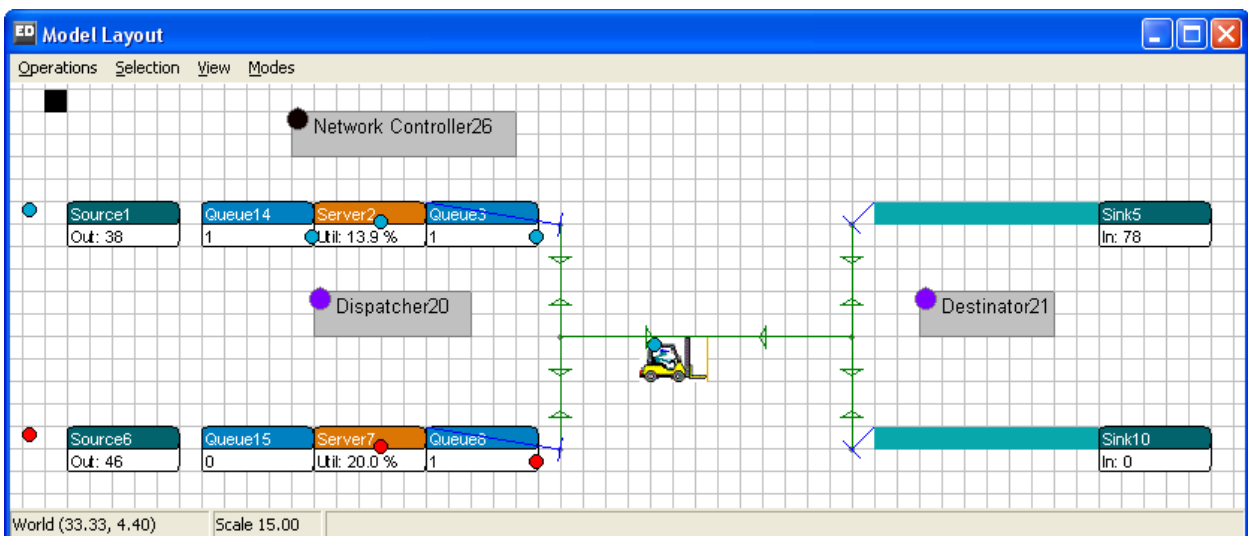 ED Model Layout
Operations Selection View Modes
Network Controller26
Source1 Queue14 Server2 Queue3 Sink5
Out: 38 1 Util: 13.9 % 1 In: 78
Dispatcher20 Destinator21
Source6 Queue15 Server7 Queue8 Sink10
Out: 46 0 Util: 20.0 % 1 In: 0
World (33.33, 4.40) Scale 15.00